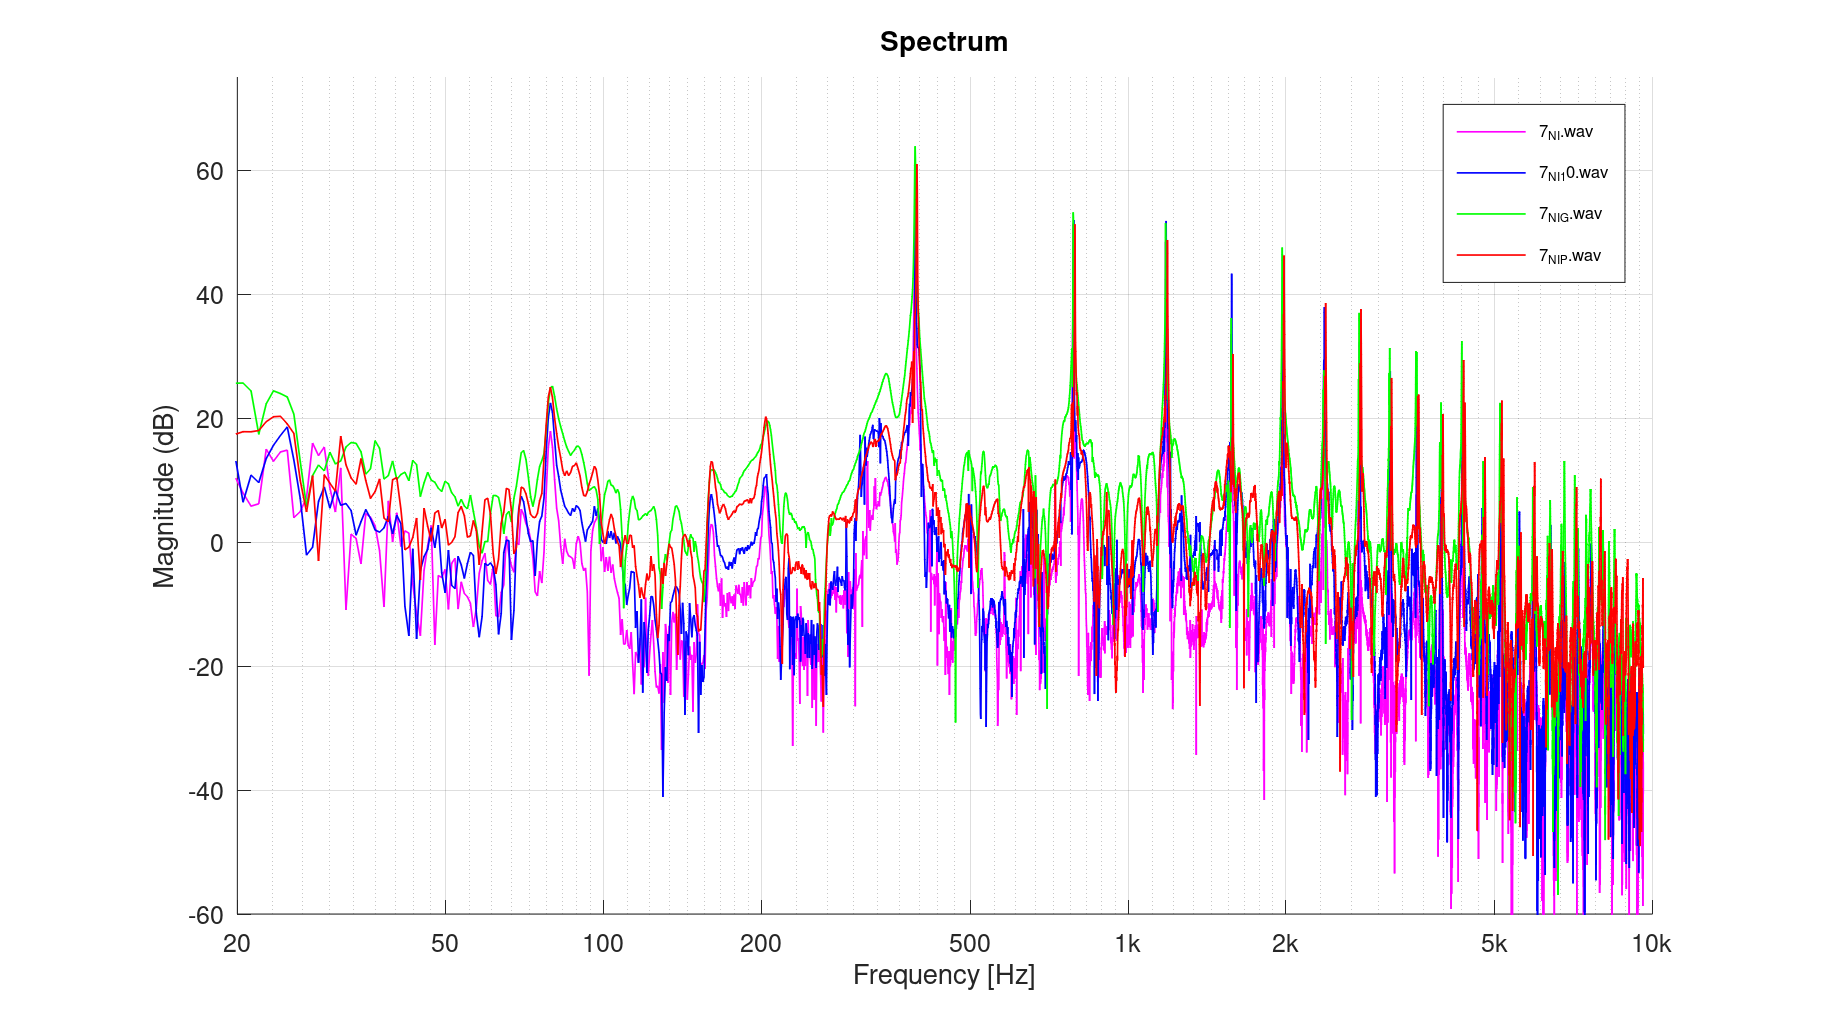 Spectrum
7NI.wav
7NI10.wav
7NIG.wav
7NIP.wav
Magnitude (dB)
60
40
20
0
-20
-40
-60
20 50 100 200 500 1k 2k 5k 10k
Frequency [Hz]